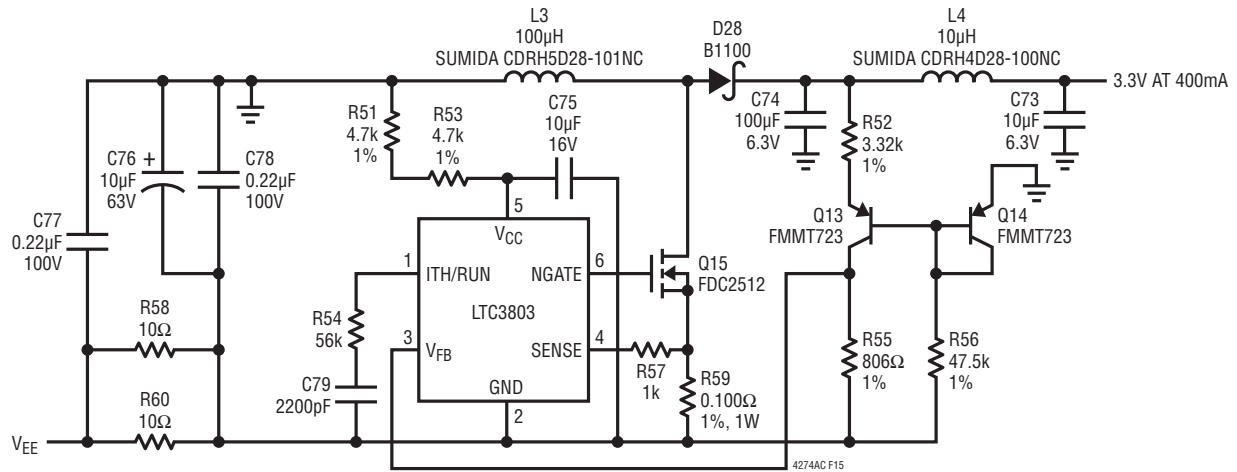 L3
100µH
SUMIDA CDRH5D28-101NC
D28
B1100
L4
10µH
SUMIDA CDRH4D28-100NC
3.3V AT 400mA
R51
4.7k
1%
R53
4.7k
1%
C75
10µF
16V
C74
100µF
6.3V
R52
3.32k
1%
C73
10µF
6.3V
C76
+
10µF
63V
C78
0.22µF
100V
C77
0.22µF
100V
R58
10Ω
R60
10Ω
VEE
5
VCC
1
ITH/RUN
NGATE
6
LTC3803
3
VFB
SENSE
4
GND
2
R54
56k
C79
2200pF
Q15
FDC2512
R57
1k
R59
0.100Ω
1%, 1W
Q13
FMMT723
Q14
FMMT723
R55
806Ω
1%
R56
47.5k
1%
4274AC F15